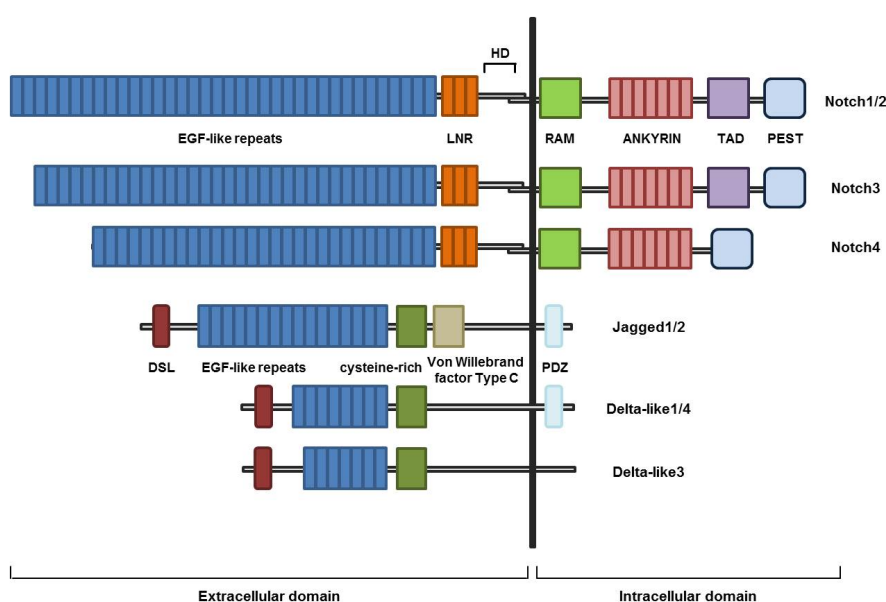 HD
Notch1/2
EGF-like repeats LNR RAM ANKYRIN TAD PEST
Notch3
Notch4
Jagged1/2
DSL EGF-like repeats cysteine-rich Von Willebrand PDZ
factor Type C
Delta-like1/4
Delta-like3
Extracellular domain Intracellular domain